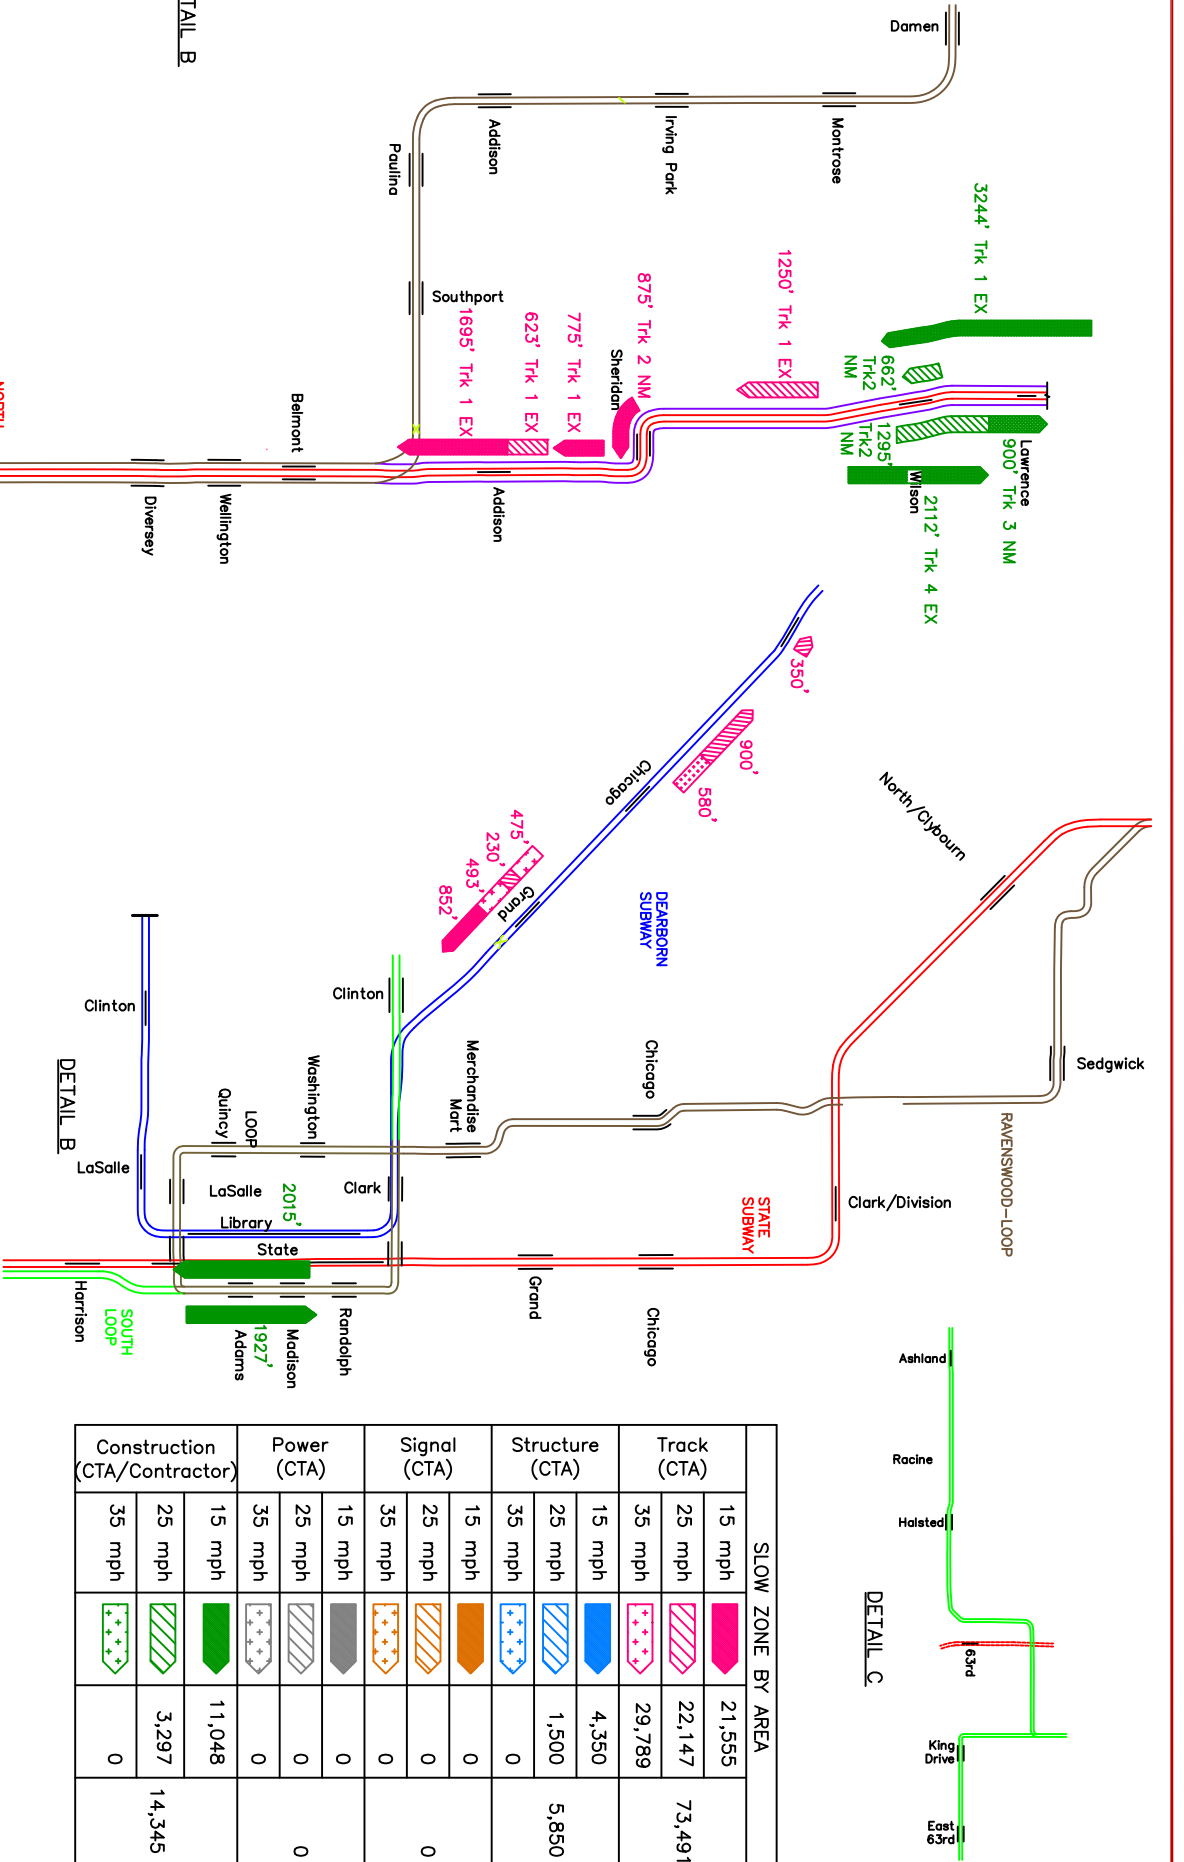 TAIL B
Damen
Montrose
Irving Park
Addison
Paulina
Southport
3244' Trk 1 EX
1250' Trk 1 EX
875' Trk 2 NM
775' Trk 1 EX
623' Trk 1 EX
1695' Trk 1 EX
Sheridan
662'
Trk2
NM
1295'
Trk2
NM
Lawrence
900' Trk 3 NM
Wilson
2112' Trk 4 EX
Belmont
Addison
Wellington
Diversey
NORTH
350'
900'
580'
Chicago
475'
230'
493'
852'
Grand
DEARBORN
SUBWAY
North/Clybourn
Sedgwick
RAVENSWOOD-LOOP
Clark/Division
STATE
SUBWAY
Chicago
Merchandise
Mart
Washington
LOOP
Quincy
Clinton
Clinton
DETAIL B
LaSalle
LaSalle
2015'
Clark
Library
State
Grand
Chicago
Harrison
SOUTH
LOOP
Randolph
Madison
1927'
Adams
Ashland
Racine
Halsted
63rd
King
Drive
East
63rd
DETAIL C
SLOW ZONE BY AREA
Track
(CTA)
15 mph 21,555
25 mph 22,147 73,491
35 mph 29,789
Structure
(CTA)
15 mph 4,350
25 mph 1,500 5,850
35 mph 0
Signal
(CTA)
15 mph 0
25 mph 0 0
35 mph 0
Power
(CTA)
15 mph 0
25 mph 0 0
35 mph 0
Construction
(CTA/Contractor)
15 mph 11,048
25 mph 3,297 14,345
35 mph 0